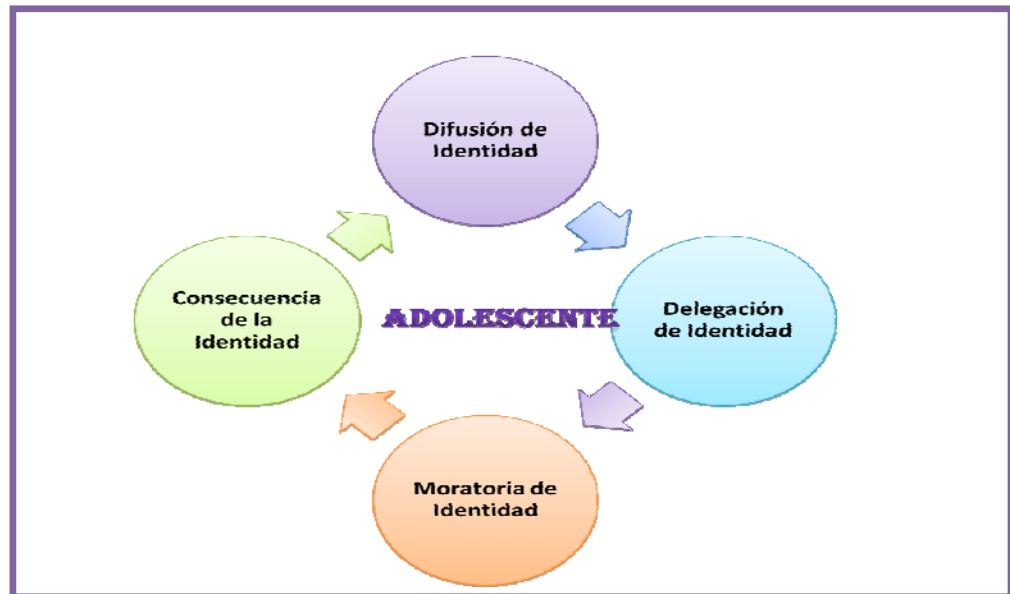 Difusión de
Identidad
Consecuencia
de la
Identidad
ADOLESCENTE
Delegación
de Identidad
Moratoria de
Identidad